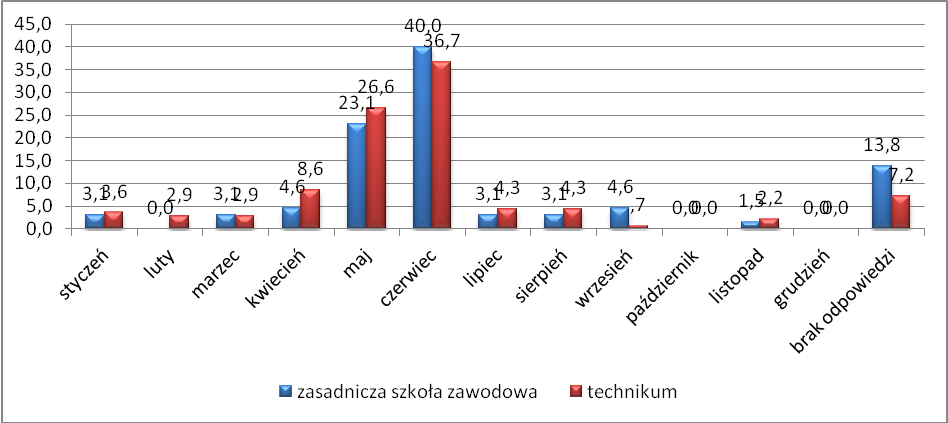 45,0
40,0
35,0
30,0
25,0
20,0
15,0
10,0
5,0
0,0
3,1 3,6
0,0 2,9
3,1 2,9
4,6 8,6
23,1 26,6
40,0 36,7
3,1 4,3
3,1 4,3
4,6 ,7
0,0 0,0
1,5 2,2
0,0 0,0
13,8 7,2
styczeń
luty
marzec
kwiecień
maj
czerwiec
lipiec
sierpień
wrzesień
październik
listopad
grudzień
brak odpowiedzi
zasadnicza szkoła zawodowa technikum